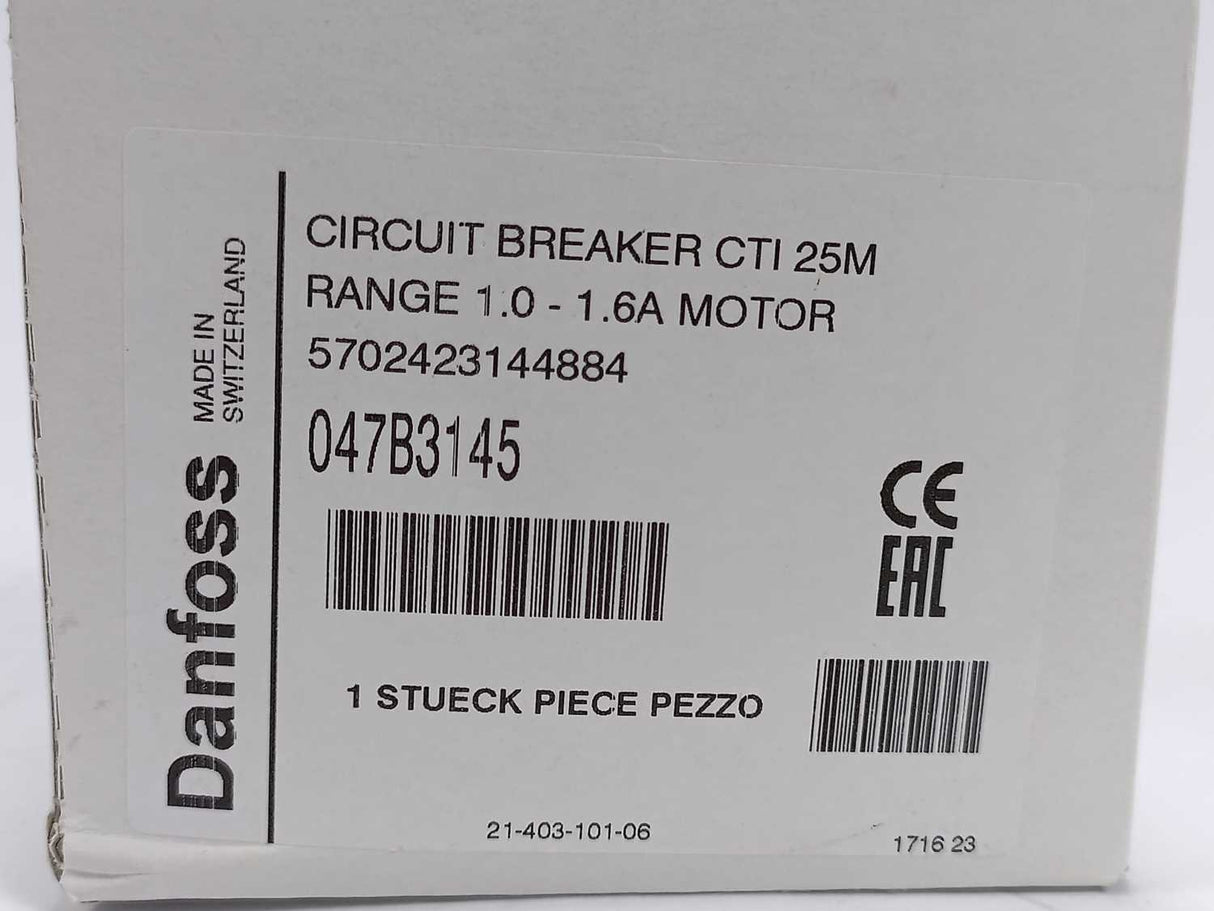 CIRCUIT BREAKER CTI 25M
RANGE 1.0 - 1.6A MOTOR
5702423144884
047B3145
MADE IN
SWITZERLAND
Danfoss
CE
EAC
1 STUECK PIECE PEZZO
21-403-101-06
1716 23